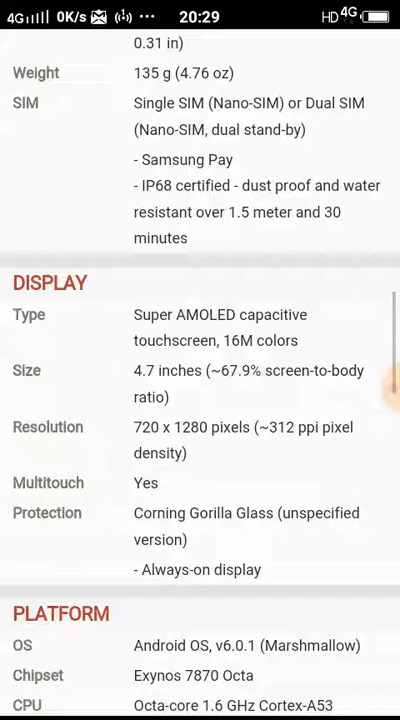 4G 0K/s ... 20:29 HD 4G
0.31 in)
Weight 135 g (4.76 oz)
SIM Single SIM (Nano-SIM) or Dual SIM
(Nano-SIM, dual stand-by)
- Samsung Pay
- IP68 certified - dust proof and water
resistant over 1.5 meter and 30
minutes
DISPLAY
Type Super AMOLED capacitive
touchscreen, 16M colors
Size 4.7 inches (~67.9% screen-to-body
ratio)
Resolution 720 x 1280 pixels (~312 ppi pixel
density)
Multitouch Yes
Protection Corning Gorilla Glass (unspecified
version)
- Always-on display
PLATFORM
OS Android OS, v6.0.1 (Marshmallow)
Chipset Exynos 7870 Octa
CPU Octa-core 1.6 GHz Cortex-A53